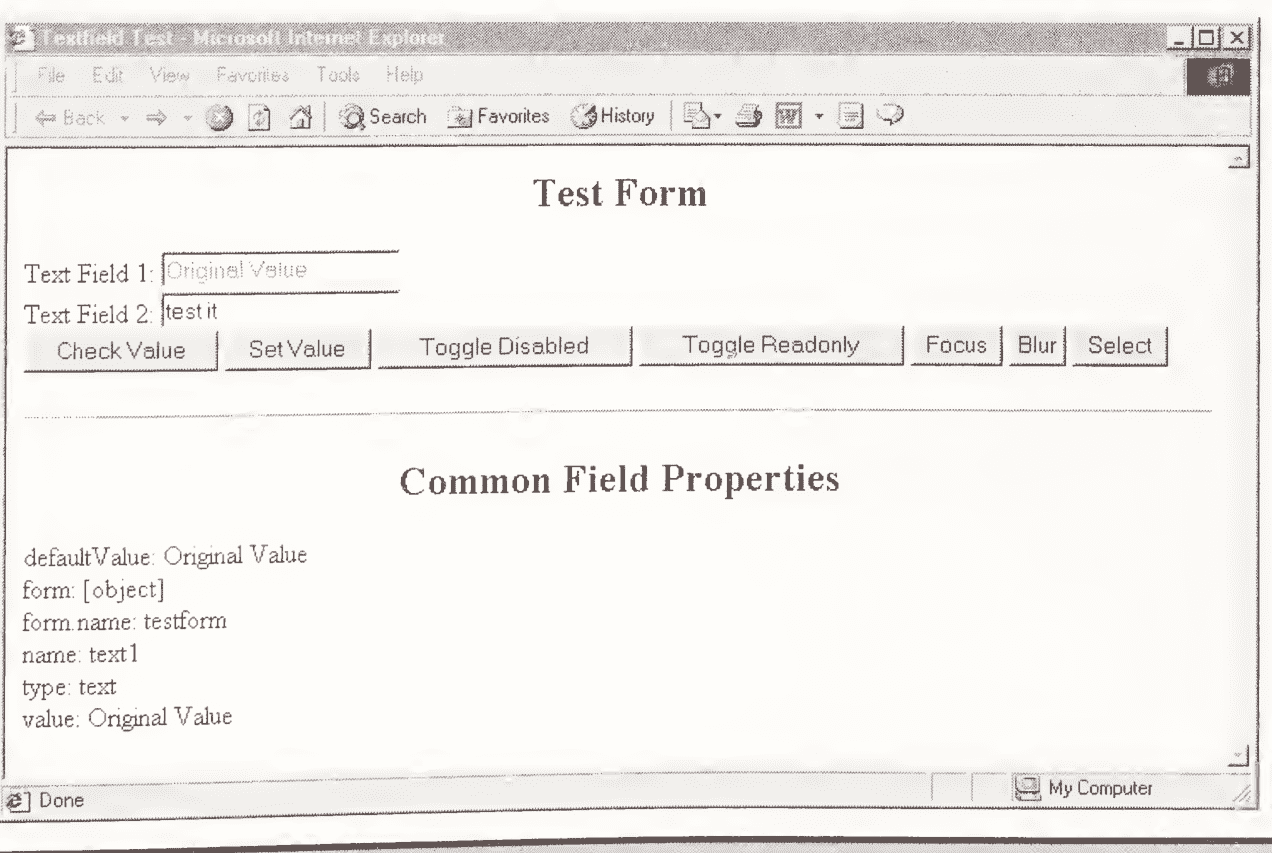 Textfield Test - Microsoft Internet Explorer
File Edit View Favorites Tools Help
Back Search Favorites History
Test Form
Text Field 1: Original Value
Text Field 2: test it
Check Value Set Value Toggle Disabled Toggle Readonly Focus Blur Select
Common Field Properties
defaultValue: Original Value
form: [object]
form.name: testform
name: text1
type: text
value: Original Value
Done My Computer